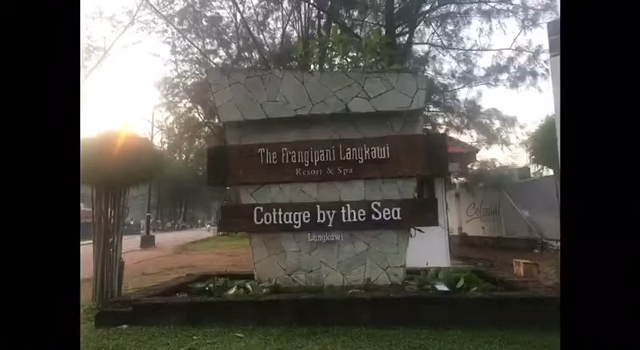 The Frangipani Langkawi
Resort & Spa
Cottage by the Sea
Langkawi